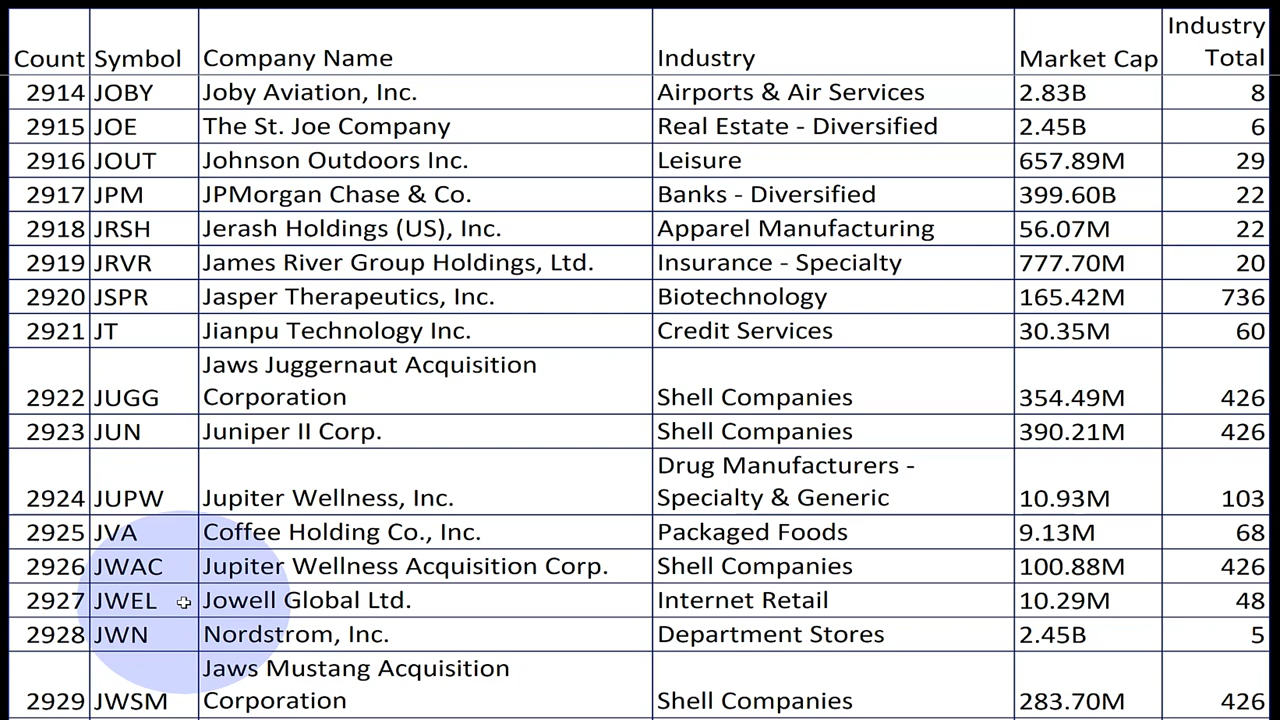 Count Symbol Company Name Industry Market Cap Industry Total
2914 JOBY Joby Aviation, Inc. Airports & Air Services 2.83B 8
2915 JOE The St. Joe Company Real Estate - Diversified 2.45B 6
2916 JOUT Johnson Outdoors Inc. Leisure 657.89M 29
2917 JPM JPMorgan Chase & Co. Banks - Diversified 399.60B 22
2918 JRSH Jerash Holdings (US), Inc. Apparel Manufacturing 56.07M 22
2919 JRVR James River Group Holdings, Ltd. Insurance - Specialty 777.70M 20
2920 JSPR Jasper Therapeutics, Inc. Biotechnology 165.42M 736
2921 JT Jianpu Technology Inc. Credit Services 30.35M 60
Jaws Juggernaut Acquisition
2922 JUGG Corporation Shell Companies 354.49M 426
2923 JUN Juniper II Corp. Shell Companies 390.21M 426
Drug Manufacturers -
2924 JUPW Jupiter Wellness, Inc. Specialty & Generic 10.93M 103
2925 JVA Coffee Holding Co., Inc. Packaged Foods 9.13M 68
2926 JWAC Jupiter Wellness Acquisition Corp. Shell Companies 100.88M 426
2927 JWEL Jowell Global Ltd. Internet Retail 10.29M 48
2928 JWN Nordstrom, Inc. Department Stores 2.45B 5
Jaws Mustang Acquisition
2929 JWSM Corporation Shell Companies 283.70M 426